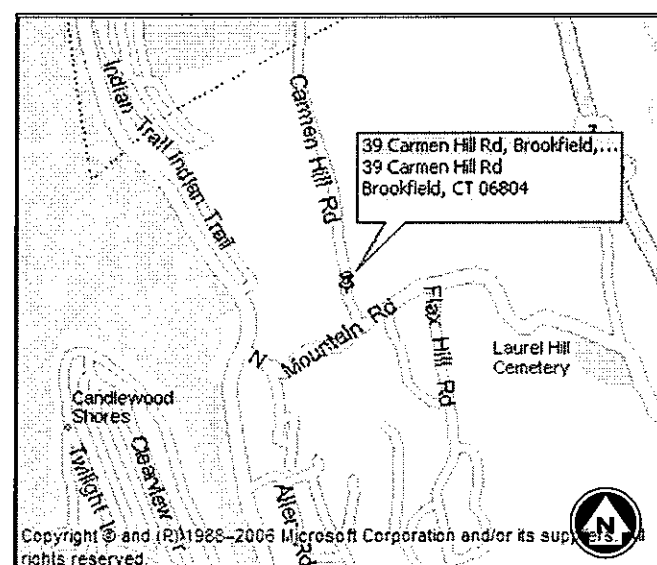 Indian Trail
Indian Trail
Carmen Hill Rd
39 Carmen Hill Rd, Brookfield,...
39 Carmen Hill Rd
Brookfield, CT 06804
N Mountain Rd
Flax Hill Rd
Laurel Hill
Cemetery
Candlewood
Shores
Twilight
Clearview
Aller Rd
N
Copyright © and (P) 1988–2006 Microsoft Corporation and/or its suppliers. All
rights reserved.